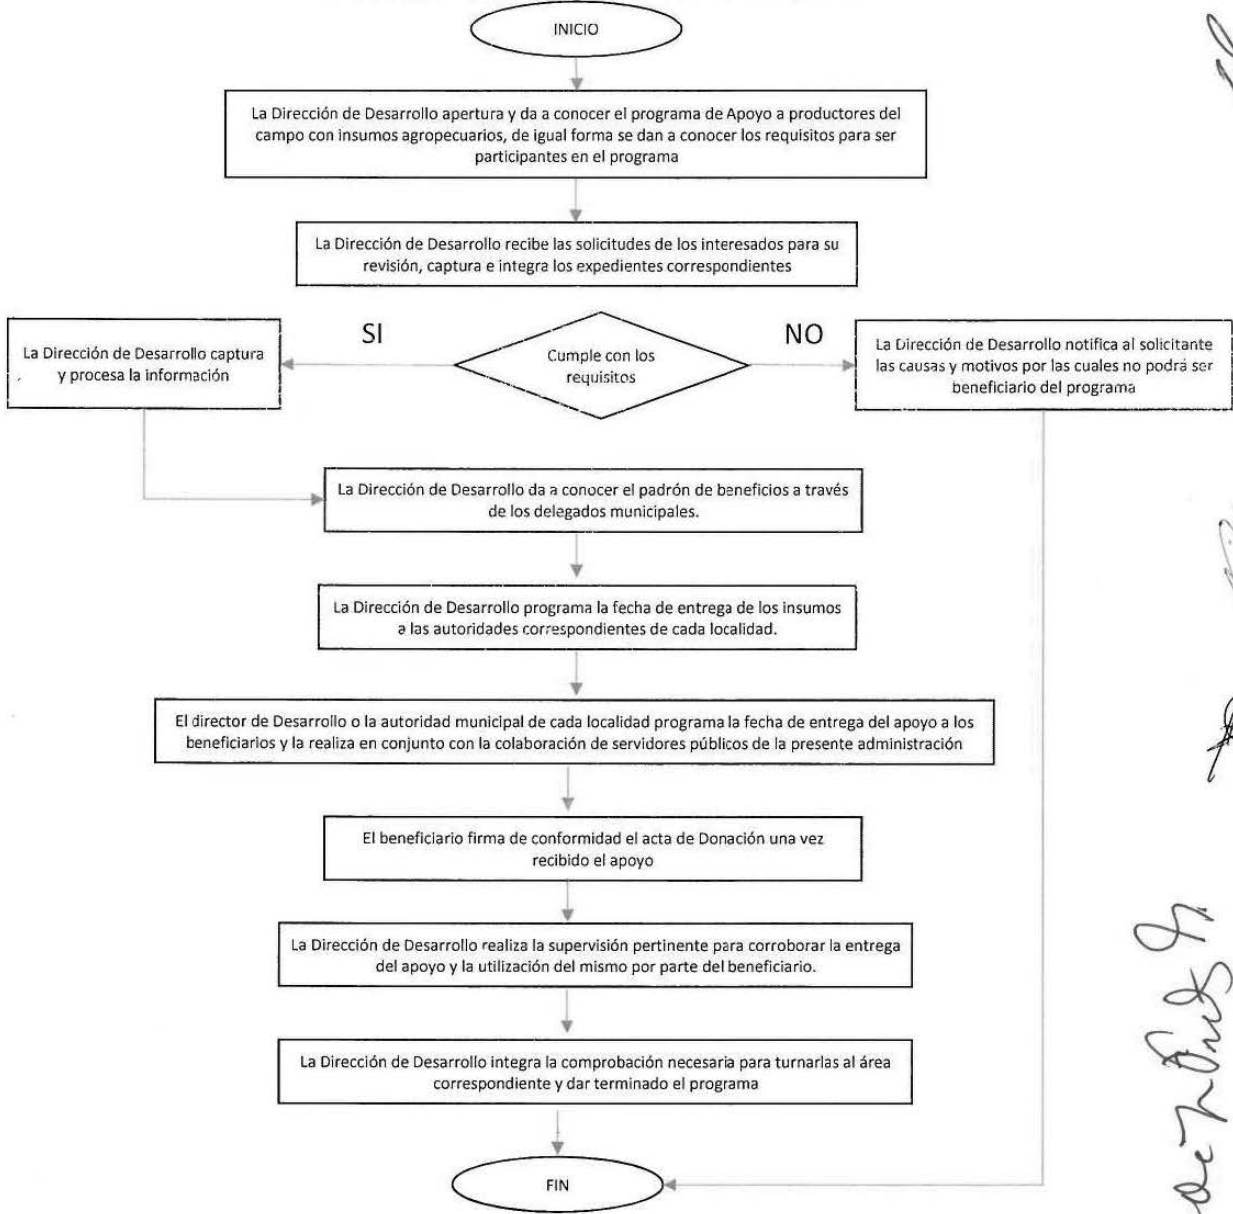 INICIO
La Dirección de Desarrollo apertura y da a conocer el programa de Apoyo a productores del
campo con insumos agropecuarios, de igual forma se dan a conocer los requisitos para ser
participantes en el programa
La Dirección de Desarrollo recibe las solicitudes de los interesados para su
revisión, captura e integra los expedientes correspondientes
SI
NO
La Dirección de Desarrollo captura
y procesa la información
Cumple con los
requisitos
La Dirección de Desarrollo notifica al solicitante
las causas y motivos por las cuales no podrá ser
beneficiario del programa
La Dirección de Desarrollo da a conocer el padrón de beneficios a través
de los delegados municipales.
La Dirección de Desarrollo programa la fecha de entrega de los insumos
a las autoridades correspondientes de cada localidad.
El director de Desarrollo o la autoridad municipal de cada localidad programa la fecha de entrega del apoyo a los
beneficiarios y la realiza en conjunto con la colaboración de servidores públicos de la presente administración
El beneficiario firma de conformidad el acta de Donación una vez
recibido el apoyo
La Dirección de Desarrollo realiza la supervisión pertinente para corroborar la entrega
del apoyo y la utilización del mismo por parte del beneficiario.
La Dirección de Desarrollo integra la comprobación necesaria para turnarlas al área
correspondiente y dar terminado el programa
FIN